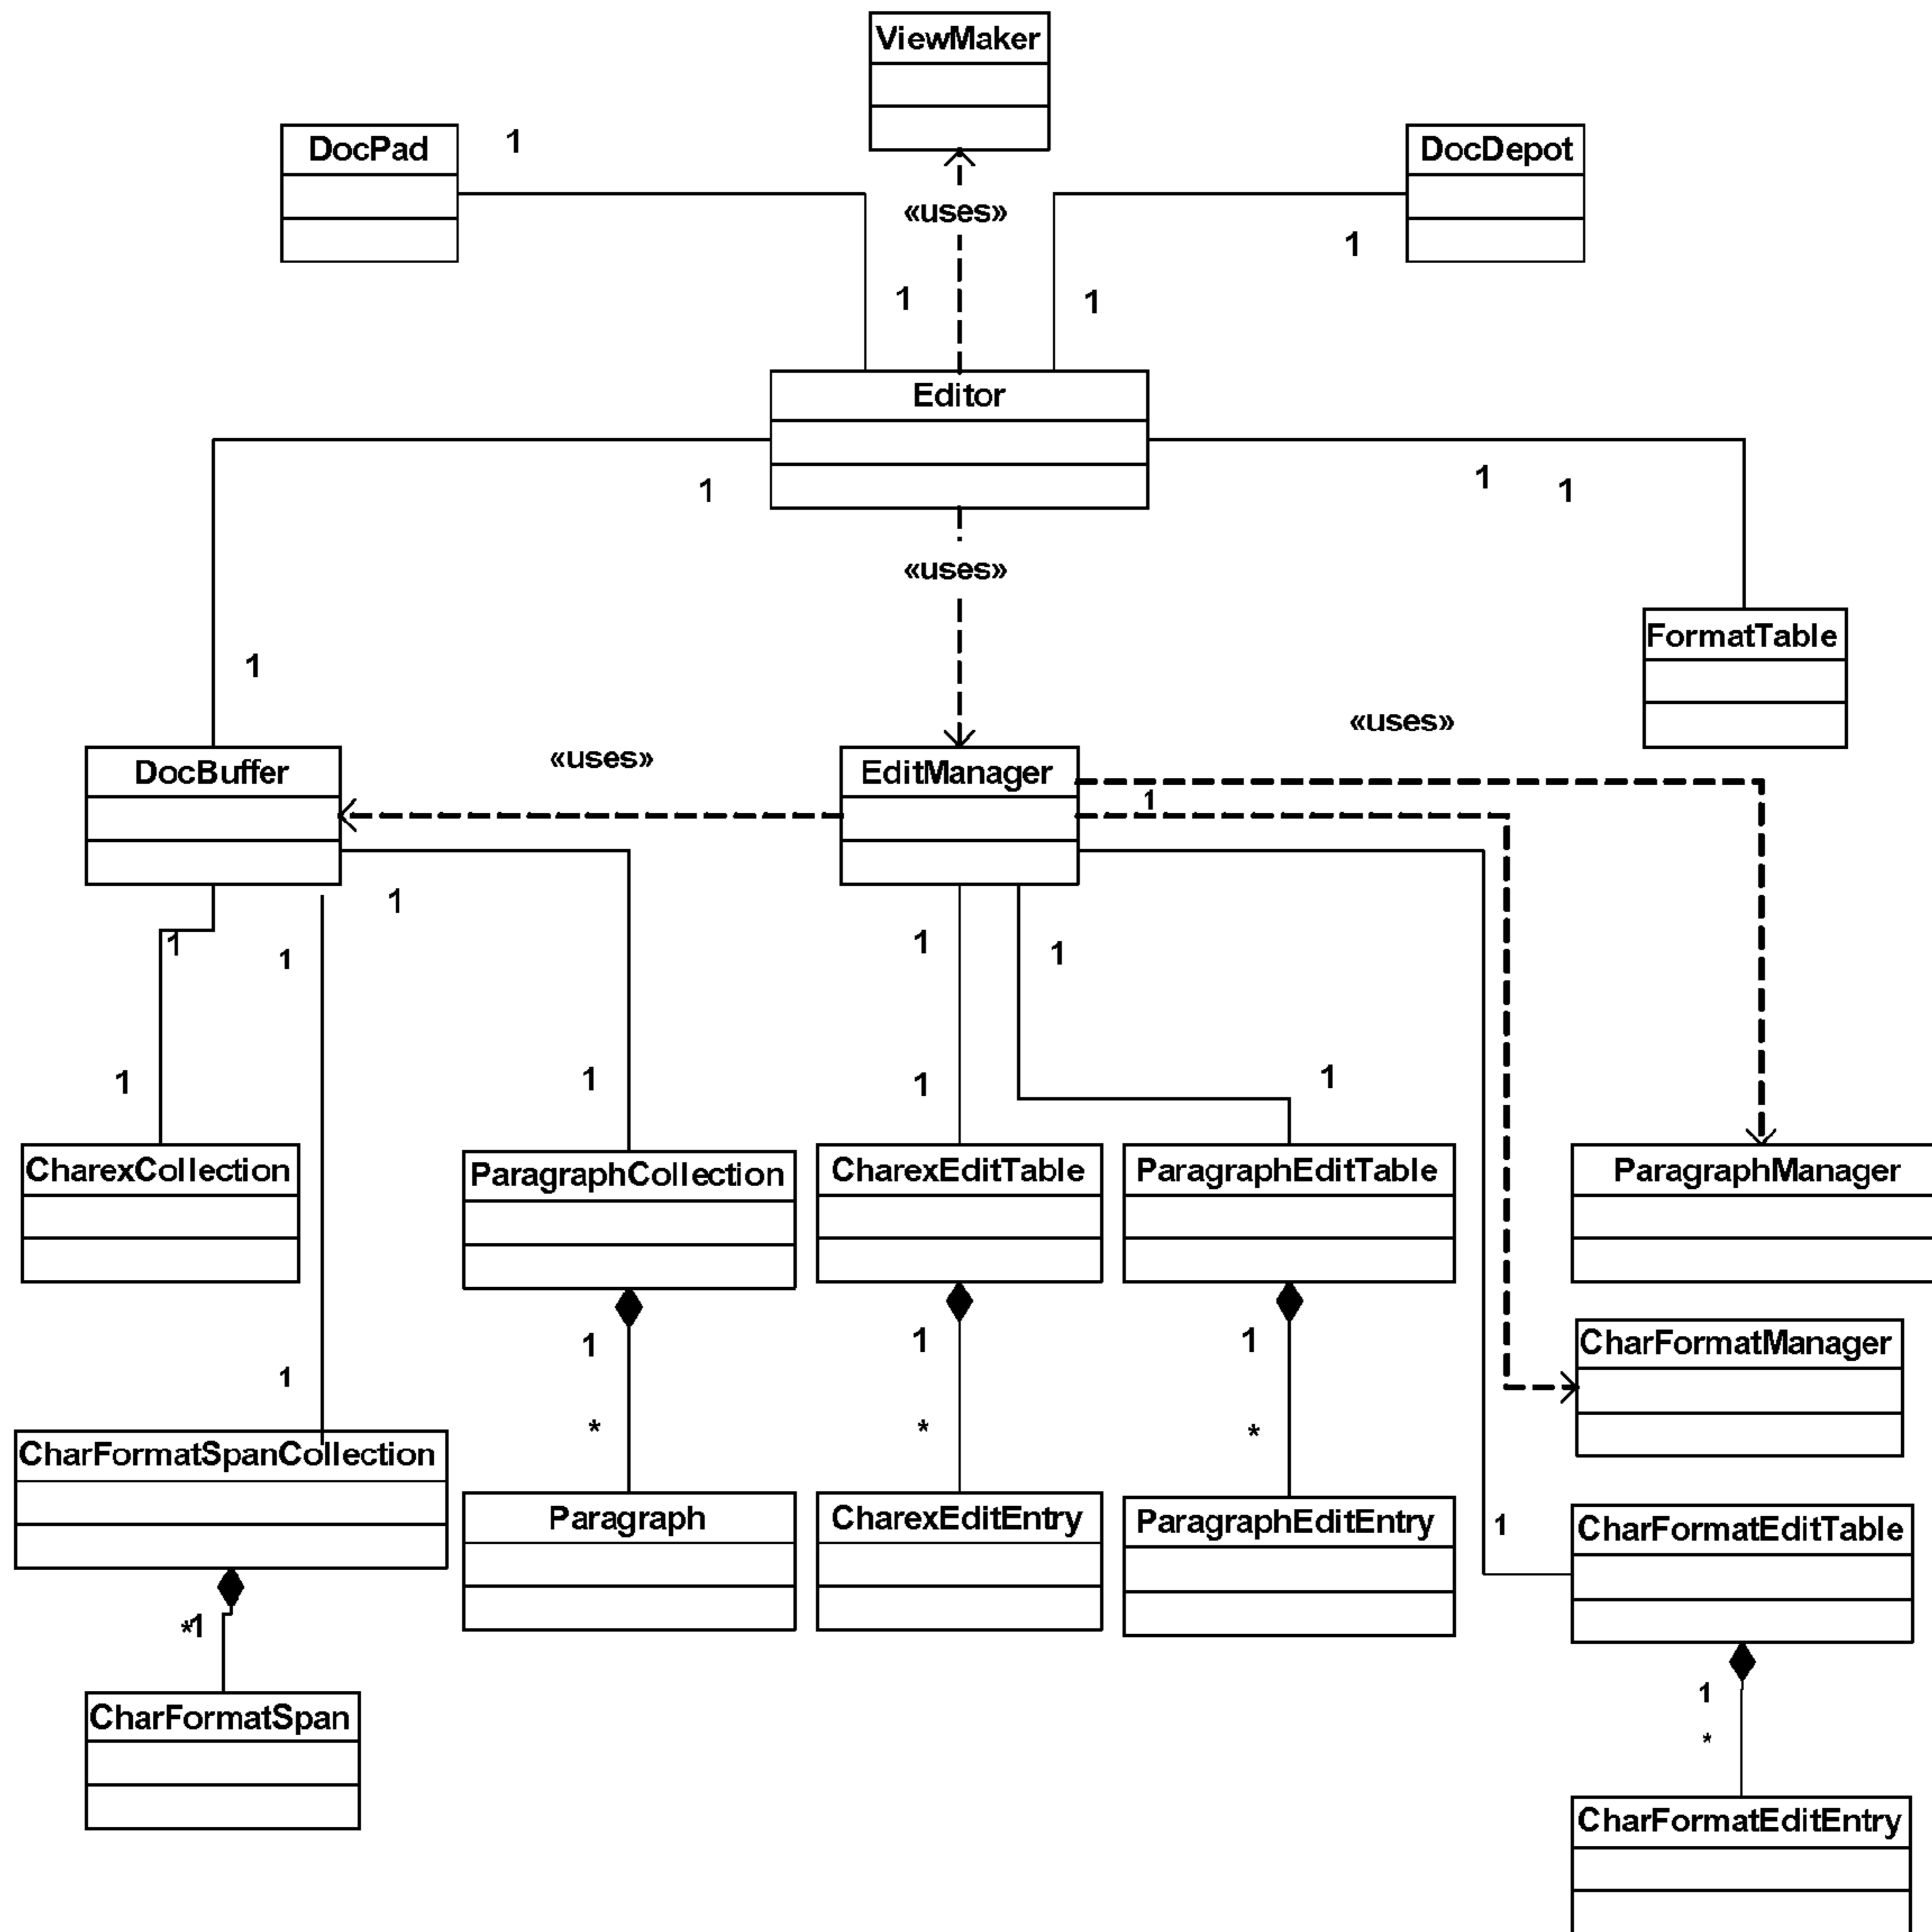 ViewMaker
DocPad
1
DocDepot
«uses»
1
1
1
Editor
1
1
1
«uses»
FormatTable
1
«uses»
«uses»
DocBuffer
EditManager
1
1
1
1
1
1
1
1
1
1
1
CharexCollection
ParagraphCollection
CharexEditTable
ParagraphEditTable
ParagraphManager
1
1
1
CharFormatManager
1
*
*
*
CharFormatSpanCollection
Paragraph
CharexEditEntry
ParagraphEditEntry
1
CharFormatEditTable
*1
1
CharFormatSpan
*
CharFormatEditEntry